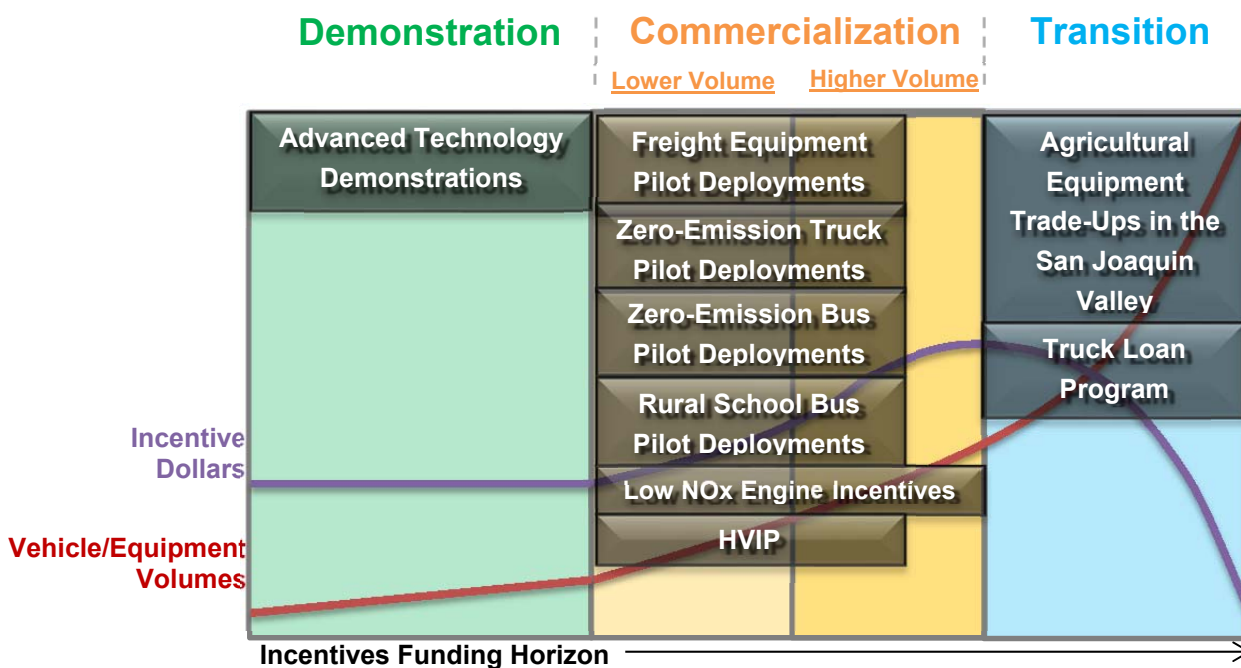 Demonstration
Commercialization
Transition
Lower Volume
Higher Volume
Advanced Technology
Demonstrations
Freight Equipment
Pilot Deployments
Zero-Emission Truck
Pilot Deployments
Zero-Emission Bus
Pilot Deployments
Rural School Bus
Pilot Deployments
Low NOx Engine Incentives
HVIP
Agricultural
Equipment
Trade-Ups in the
San Joaquin
Valley
Truck Loan
Program
Incentive
Dollars
Vehicle/Equipment
Volumes
Incentives Funding Horizon